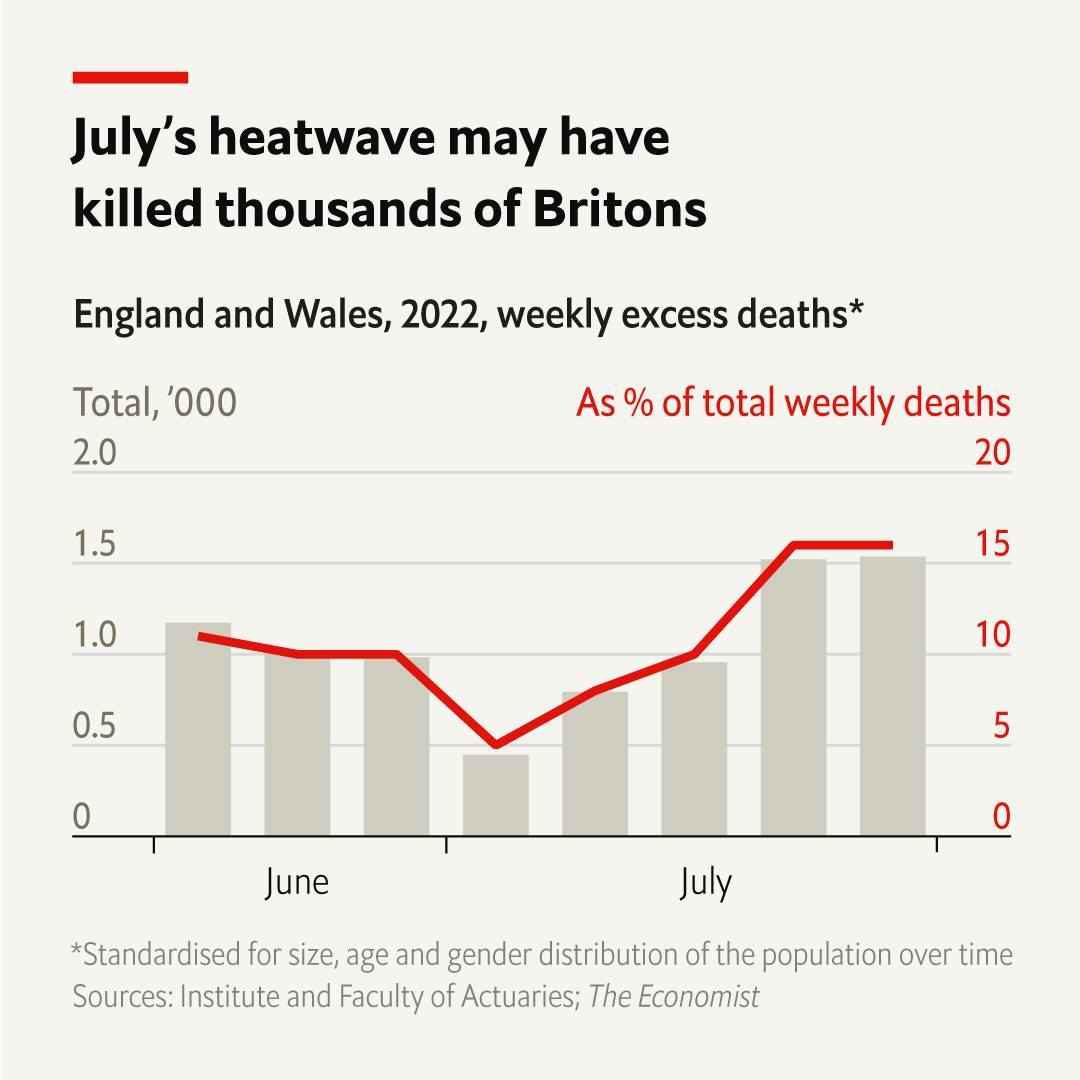 July’s heatwave may have
killed thousands of Britons
England and Wales, 2022, weekly excess deaths*
Total, ’000
As % of total weekly deaths
2.0
20
1.5
15
1.0
10
0.5
5
0
0
June
July
*Standardised for size, age and gender distribution of the population over time
Sources: Institute and Faculty of Actuaries; The Economist